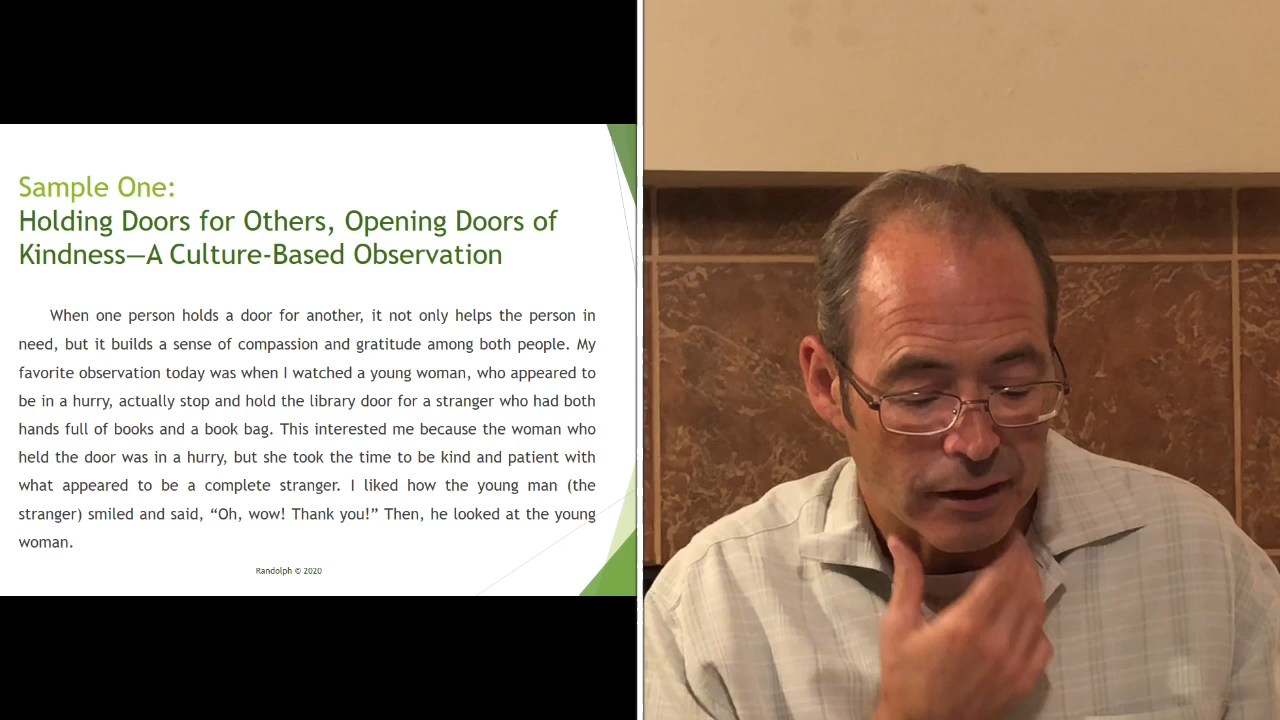 Sample One:
Holding Doors for Others, Opening Doors of
Kindness—A Culture-Based Observation
When one person holds a door for another, it not only helps the person in
need, but it builds a sense of compassion and gratitude among both people. My
favorite observation today was when I watched a young woman, who appeared to
be in a hurry, actually stop and hold the library door for a stranger who had both
hands full of books and a book bag. This interested me because the woman who
held the door was in a hurry, but she took the time to be kind and patient with
what appeared to be a complete stranger. I liked how the young man (the
stranger) smiled and said, “Oh, wow! Thank you!” Then, he looked at the young
woman.
Randolph © 2020